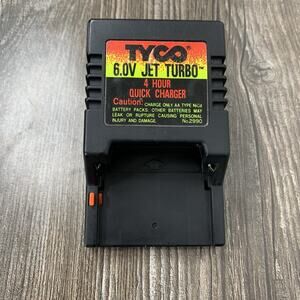 TYCO
6.0V JET TURBO™
4 HOUR
QUICK CHARGER
Caution: CHARGE ONLY AA TYPE NiCd
BATTERY PACKS. OTHER BATTERIES MAY
LEAK OR RUPTURE CAUSING PERSONAL
INJURY AND DAMAGE. No.2990